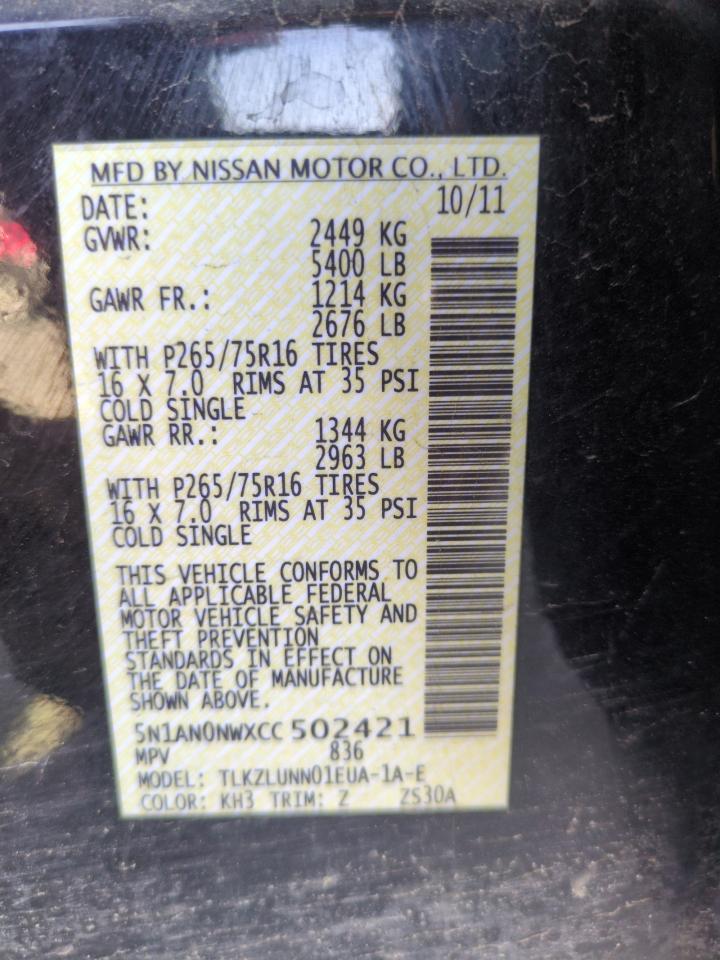 MFD BY NISSAN MOTOR CO., LTD.
DATE: 10/11
GVWR: 2449 KG
5400 LB
GAWR FR.: 1214 KG
2676 LB
WITH P265/75R16 TIRES
16 X 7.0 RIMS AT 35 PSI
COLD SINGLE
GAWR RR.: 1344 KG
2963 LB
WITH P265/75R16 TIRES
16 X 7.0 RIMS AT 35 PSI
COLD SINGLE
THIS VEHICLE CONFORMS TO
ALL APPLICABLE FEDERAL
MOTOR VEHICLE SAFETY AND
THEFT PREVENTION
STANDARDS IN EFFECT ON
THE DATE OF MANUFACTURE
SHOWN ABOVE.
5N1AN0NWXCC 502421
MPV 836
MODEL: TLKZLUNN01EUA-1A-E
COLOR: KH3 TRIM: Z ZS30A